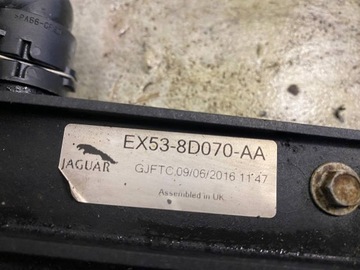 EX53-8D070-AA
JAGUAR
GJFTC 09/06/2016 11:47
Assembled in UK